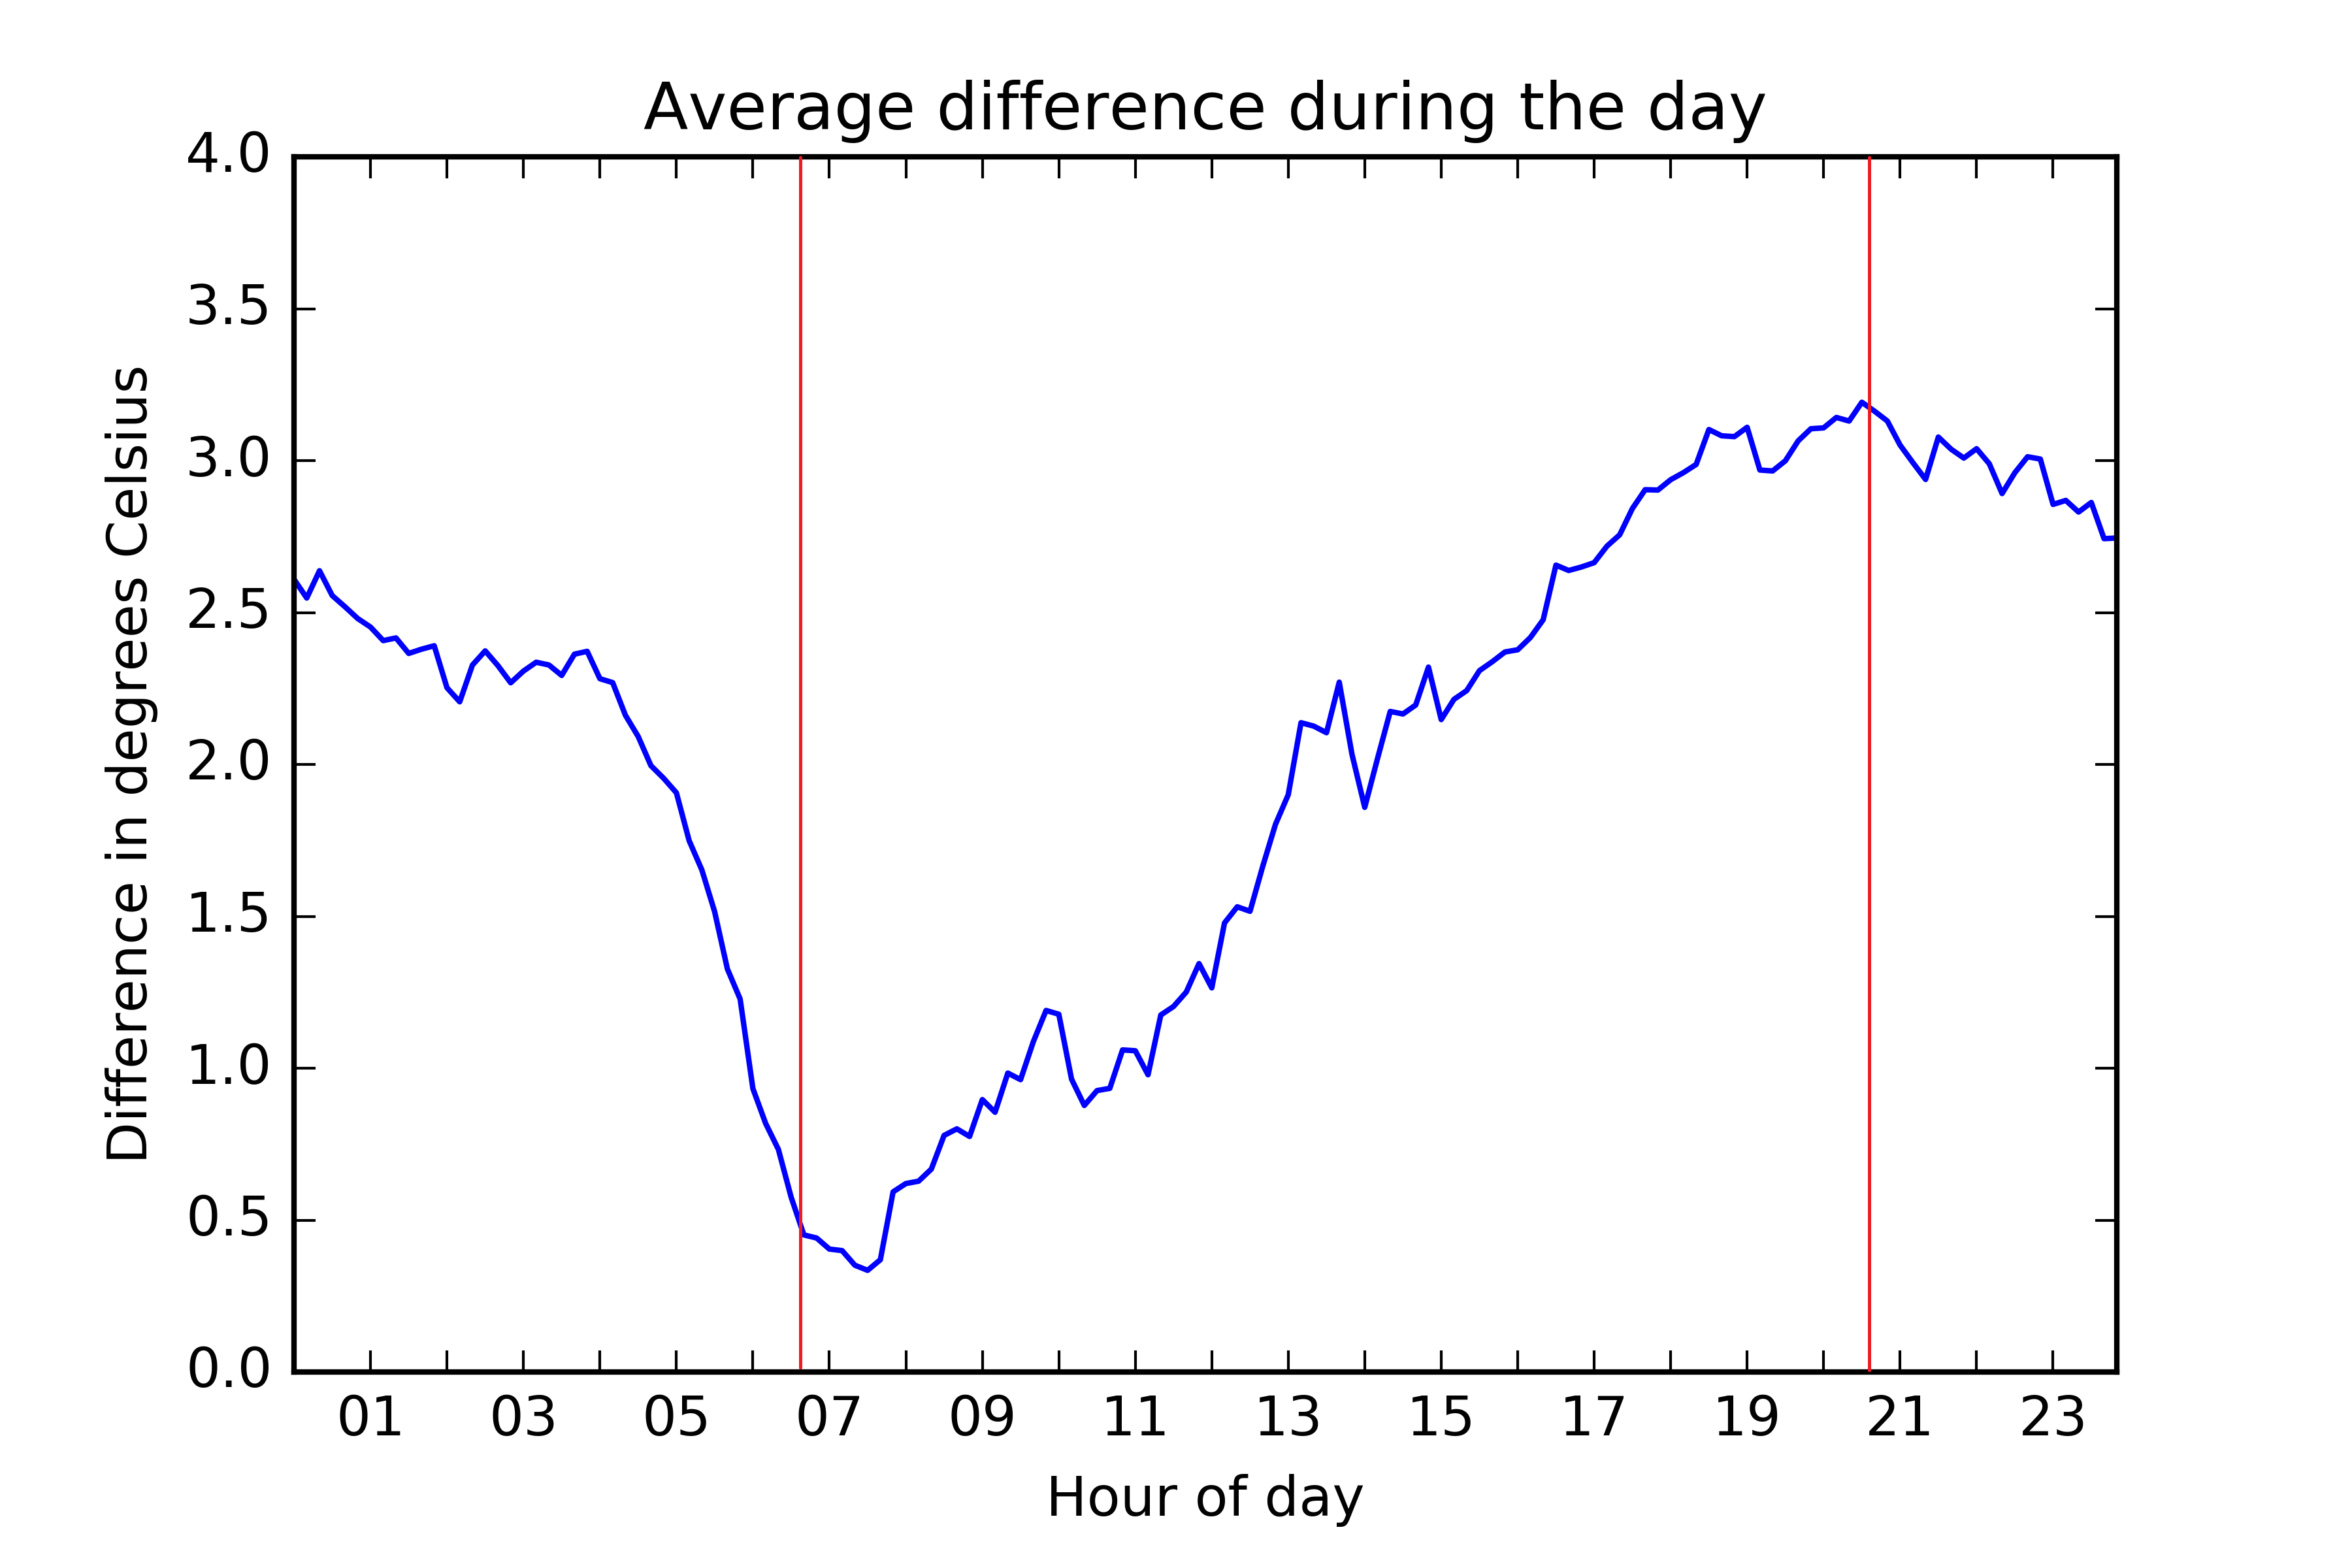 Average difference during the day
4.0
3.5
3.0
2.5
2.0
1.5
1.0
0.5
0.0
Difference in degrees Celsius
01 03 05 07 09 11 13 15 17 19 21 23
Hour of day